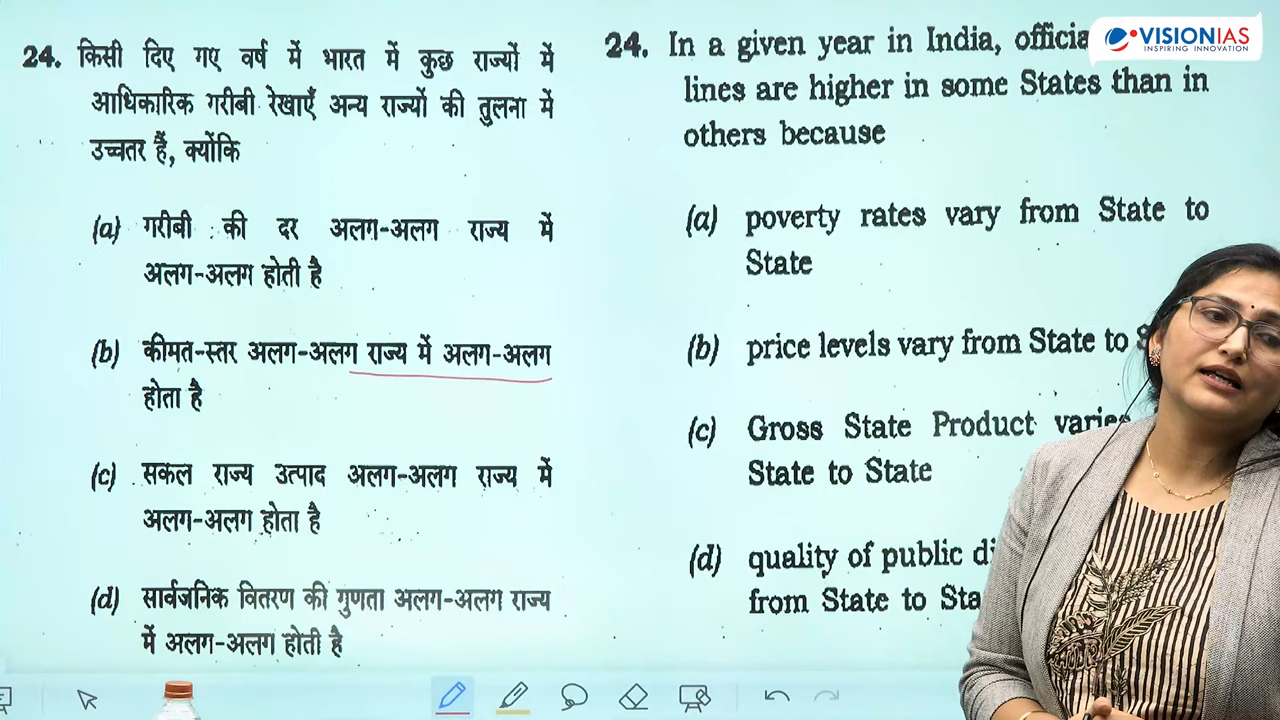 24. किसी दिए गए वर्ष में भारत में कुछ राज्यों में
आधिकारिक गरीबी रेखाएँ अन्य राज्यों की तुलना में
उच्चतर हैं, क्योंकि
(a) गरीबी की दर अलग-अलग राज्य में
अलग-अलग होती है
(b) कीमत-स्तर अलग-अलग राज्य में अलग-अलग
होता है
(c) सकल राज्य उत्पाद अलग-अलग राज्य में
अलग-अलग होता है
(d) सार्वजनिक वितरण की गुणता अलग-अलग राज्य
में अलग-अलग होती है
24. In a given year in India,
lines are higher in some States than in
others because
(a) poverty rates vary from State to
State
(b) price levels vary from State to
(c) Gross State Product
State to State
(d) quality of public
from State to
VISIONIAS
INSPIRING INNOVATION